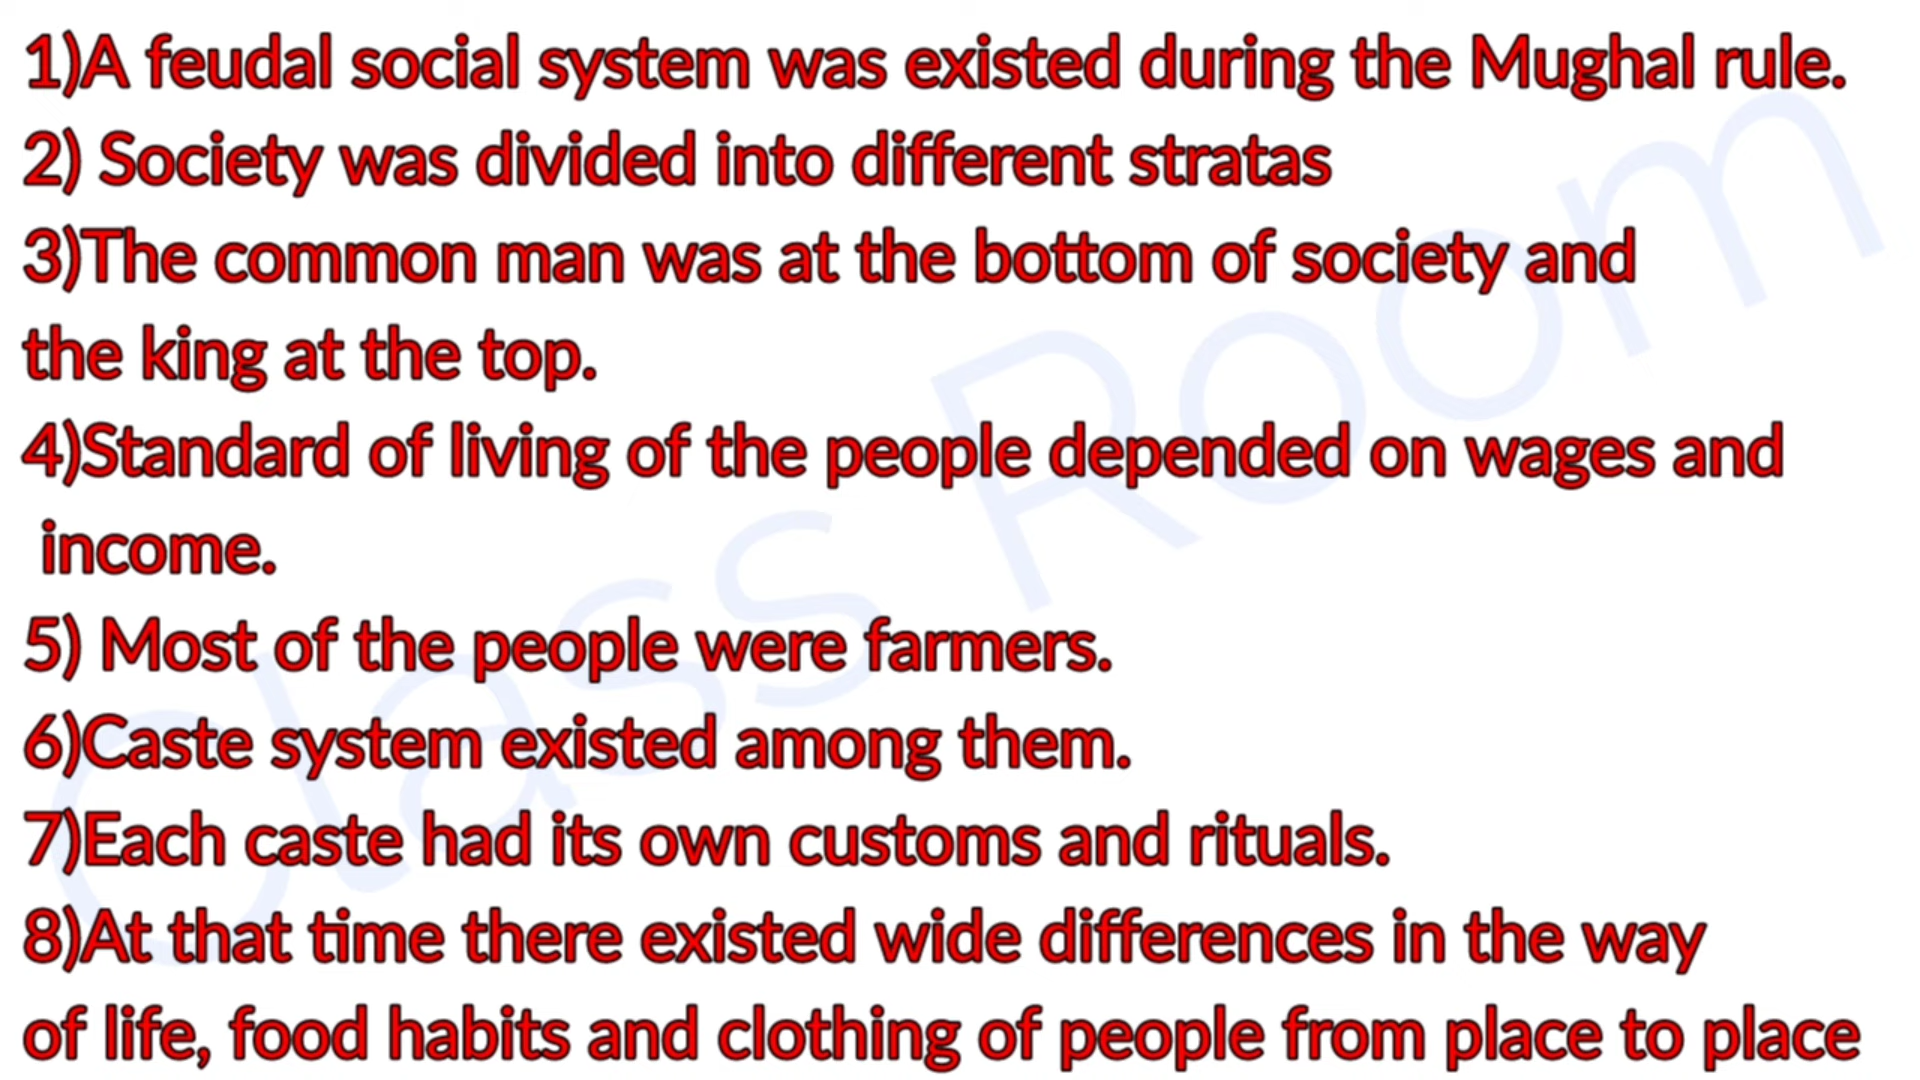 1)A feudal social system was existed during the Mughal rule.
2) Society was divided into different stratas
3)The common man was at the bottom of society and
the king at the top.
4)Standard of living of the people depended on wages and
income.
5) Most of the people were farmers.
6)Caste system existed among them.
7)Each caste had its own customs and rituals.
8)At that time there existed wide differences in the way
of life, food habits and clothing of people from place to place
Class Room